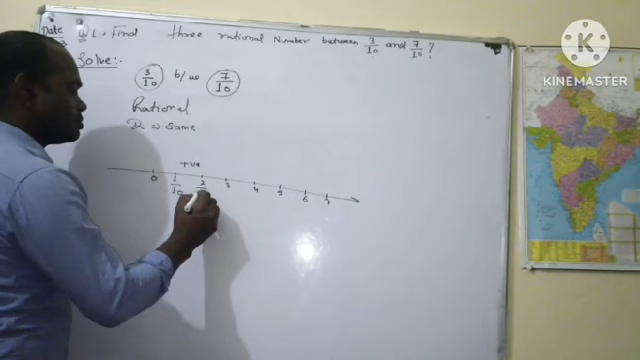 Date Q1. Find three rational Number between 3/10 and 7/10 ?
Solve:-
3/10 b/w 7/10
Rational
D => Same
+ve
0 1/10 2 3 4 5 6 7
KINEMASTER